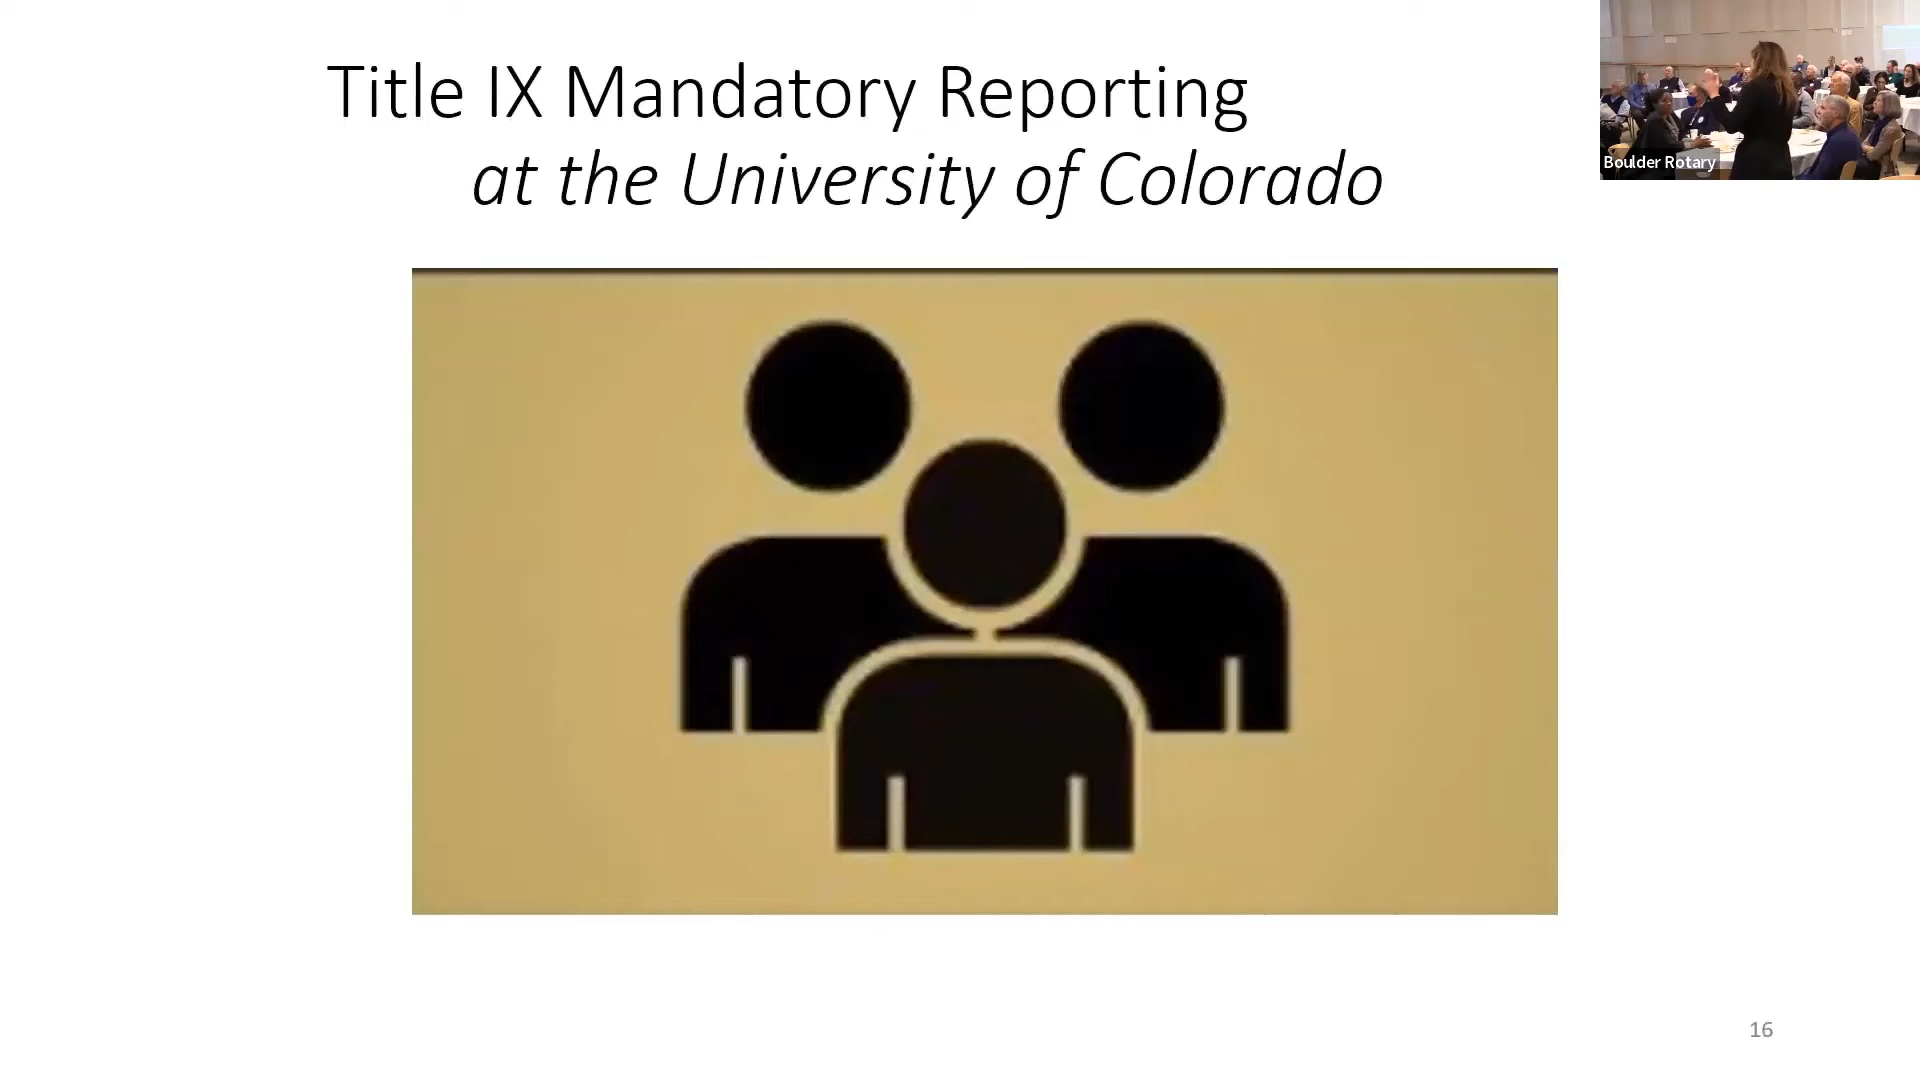 Title IX Mandatory Reporting
at the University of Colorado
Boulder Rotary
16